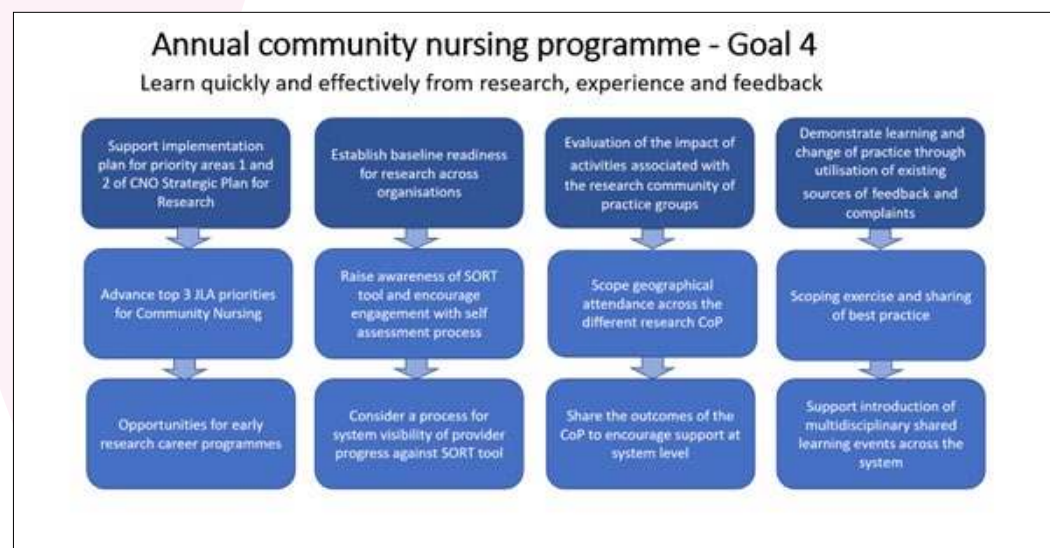 Annual community nursing programme - Goal 4
Learn quickly and effectively from research, experience and feedback
Support implementation
plan for priority areas 1 and
2 of CNO Strategic Plan for
Research
Advance top 3 JLA priorities
for Community Nursing
Opportunities for early
research career programmes
Establish baseline readiness
for research across
organisations
Raise awareness of SORT
tool and encourage
engagement with self
assessment process
Consider a process for
system visibility of provider
progress against SORT tool
Evaluation of the impact of
activities associated with
the research community of
practice groups
Scope geographical
attendance across the
different research CoP
Share the outcomes of the
CoP to encourage support at
system level
Demonstrate learning and
change of practice through
utilisation of existing
sources of feedback and
complaints
Scoping exercise and sharing
of best practice
Support introduction of
multidisciplinary shared
learning events across the
system